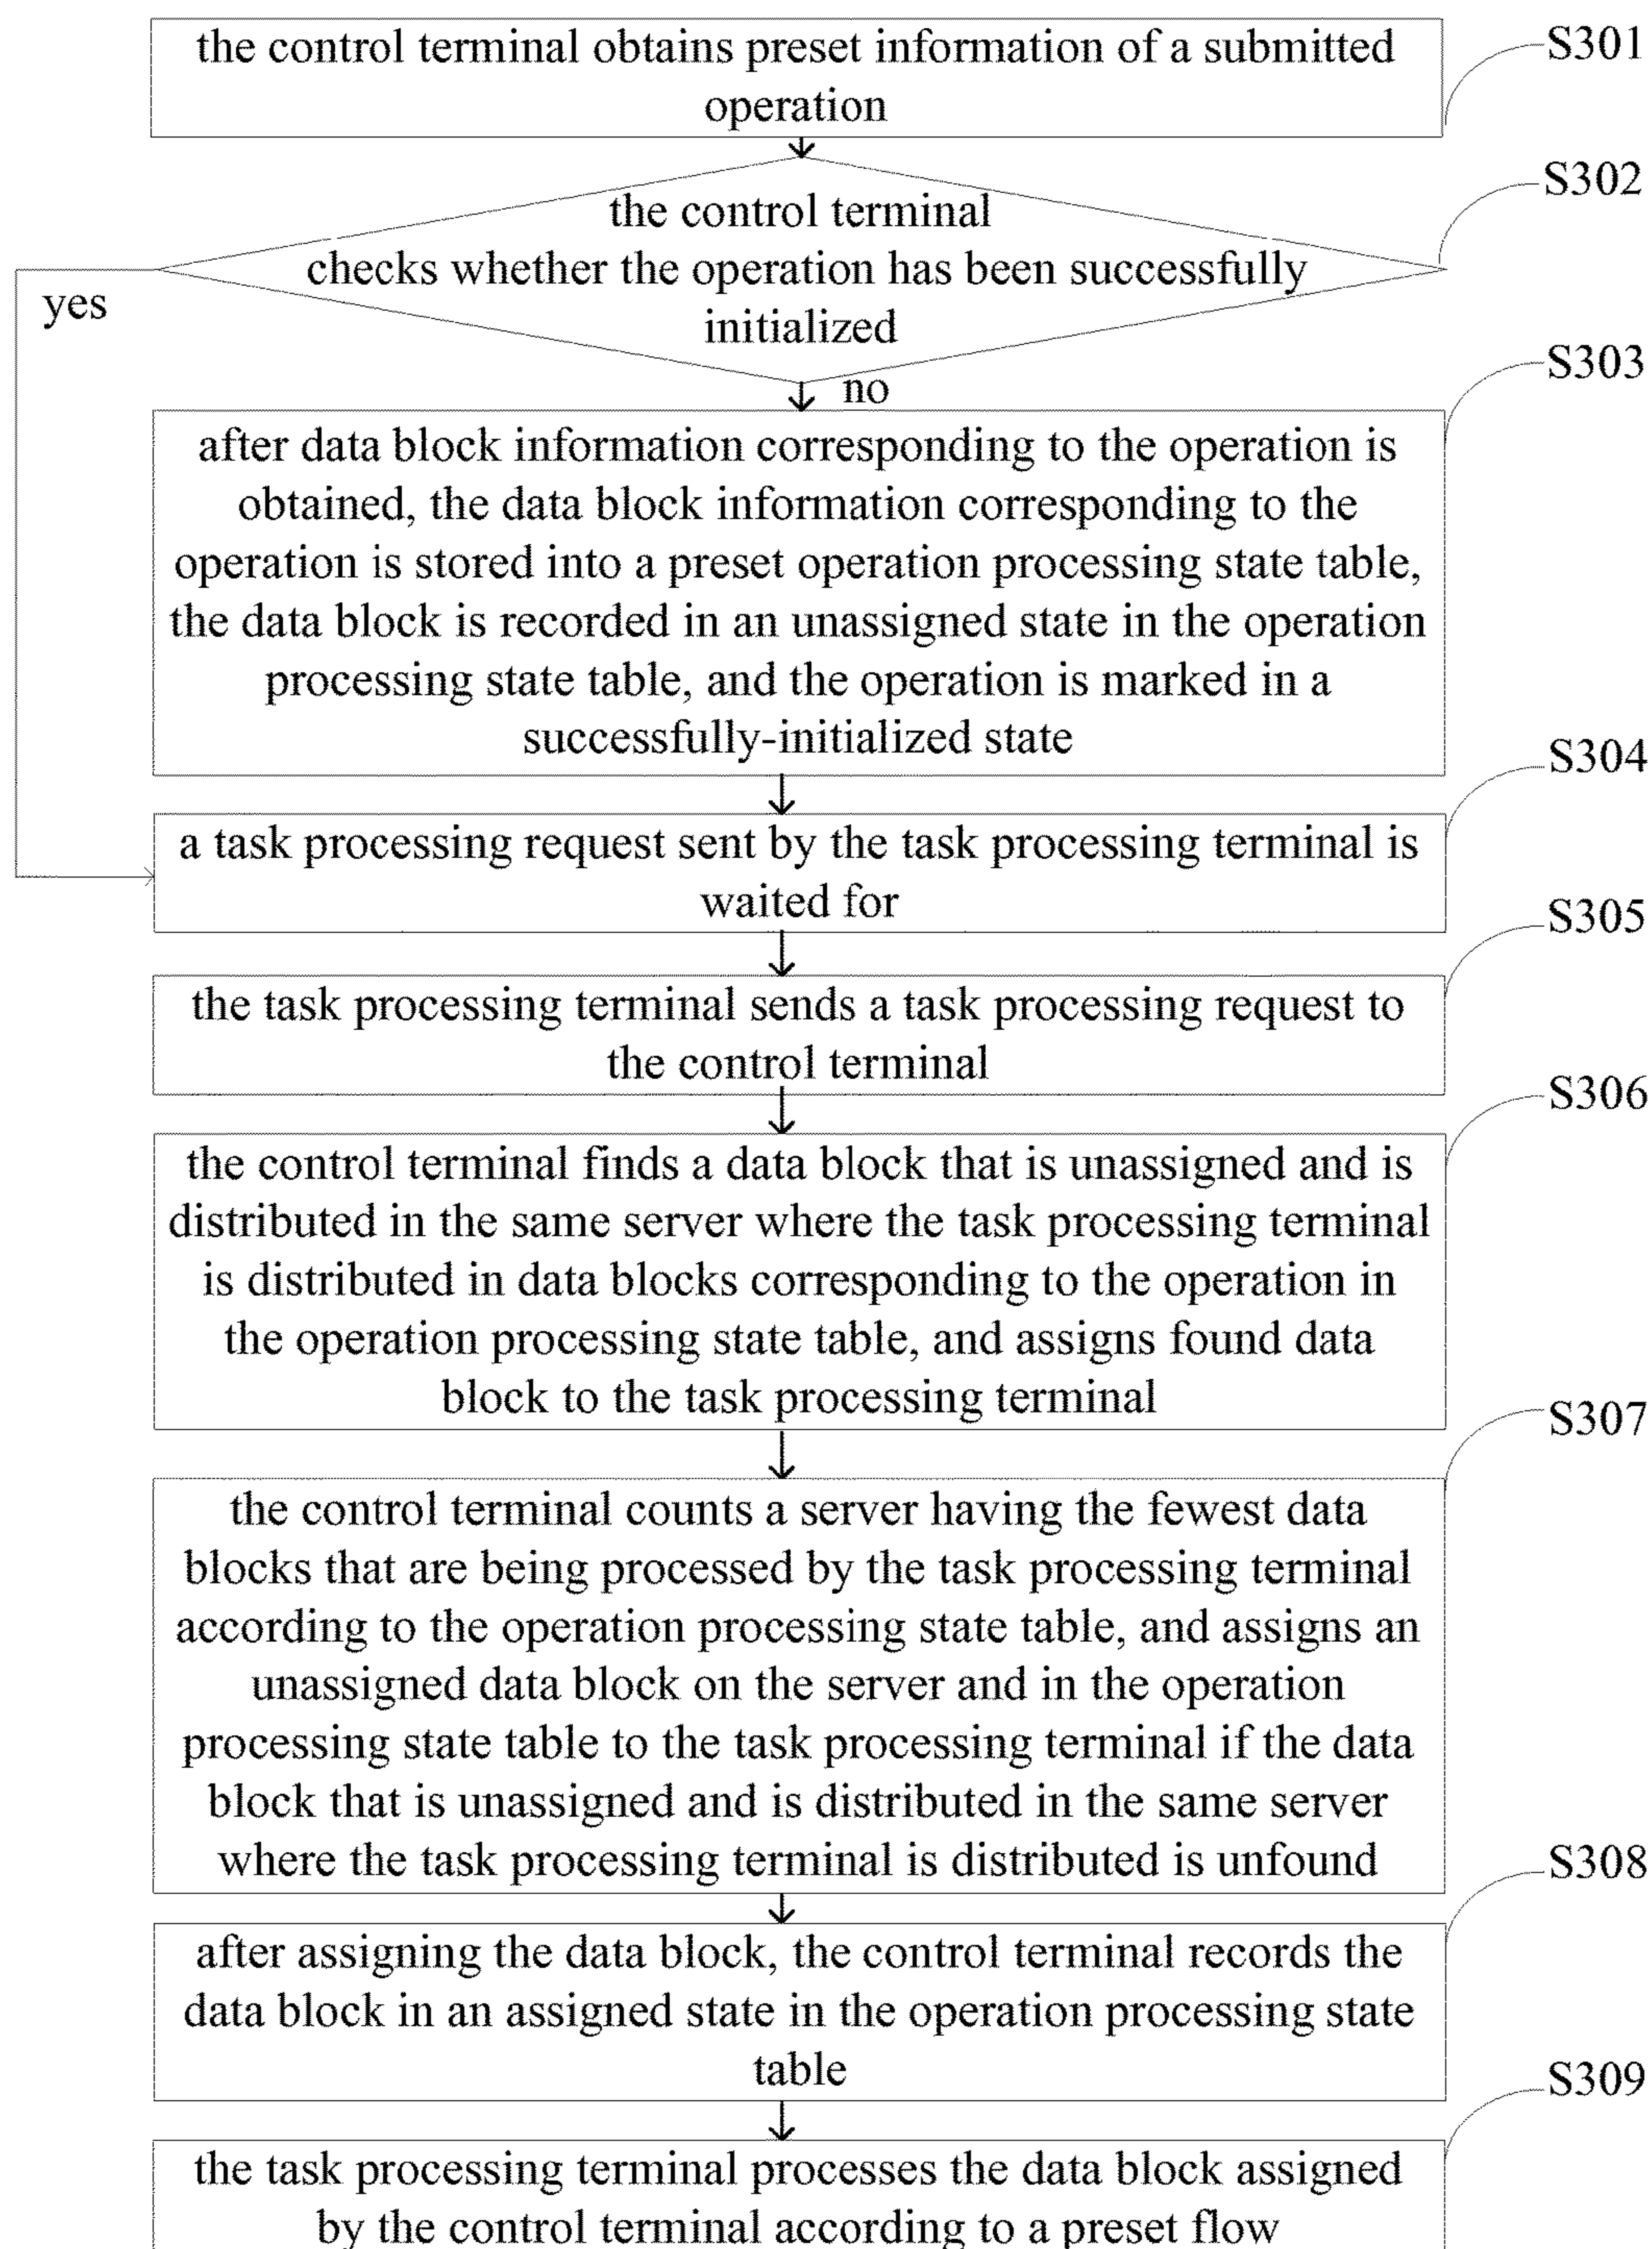 the control terminal obtains preset information of a submitted
operation
S301
the control terminal
checks whether the operation has been successfully
initialized
S302
yes
no
S303
after data block information corresponding to the operation is
obtained, the data block information corresponding to the
operation is stored into a preset operation processing state table,
the data block is recorded in an unassigned state in the operation
processing state table, and the operation is marked in a
successfully-initialized state
S304
a task processing request sent by the task processing terminal is
waited for
S305
the task processing terminal sends a task processing request to
the control terminal
S306
the control terminal finds a data block that is unassigned and is
distributed in the same server where the task processing terminal
is distributed in data blocks corresponding to the operation in
the operation processing state table, and assigns found data
block to the task processing terminal
S307
the control terminal counts a server having the fewest data
blocks that are being processed by the task processing terminal
according to the operation processing state table, and assigns an
unassigned data block on the server and in the operation
processing state table to the task processing terminal if the data
block that is unassigned and is distributed in the same server
where the task processing terminal is distributed is unfound
S308
after assigning the data block, the control terminal records the
data block in an assigned state in the operation processing state
table
S309
the task processing terminal processes the data block assigned
by the control terminal according to a preset flow